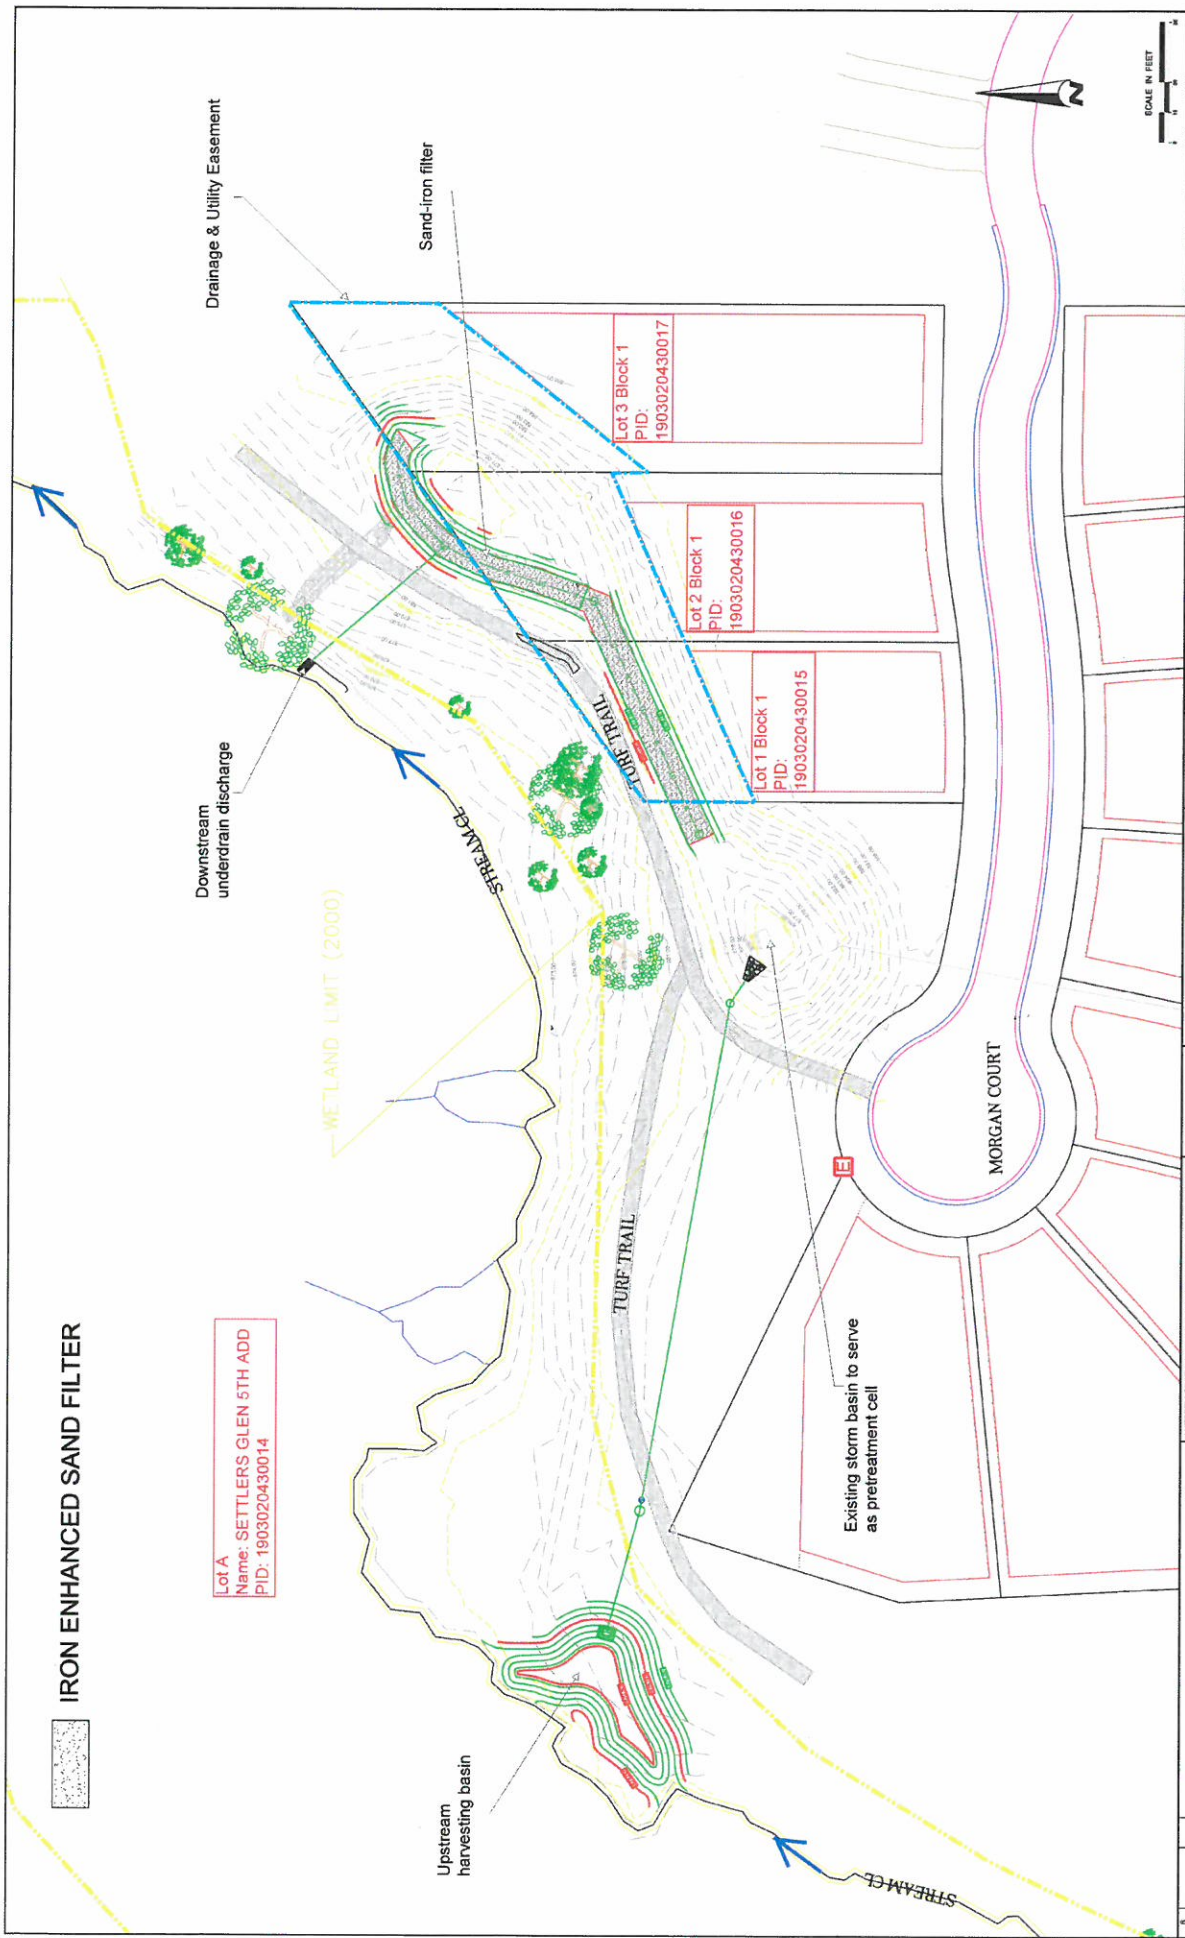 IRON ENHANCED SAND FILTER
Lot A
Name: SETTLERS GLEN 5TH ADD
PID: 1903020430014
Drainage & Utility Easement
Sand-iron filter
Downstream
underdrain discharge
WETLAND LIMIT (2000)
STREAM CL
TURF TRAIL
TURF TRAIL
Lot 3 Block 1
PID:
1903020430017
Lot 2 Block 1
PID:
1903020430016
Lot 1 Block 1
PID:
1903020430015
Upstream
harvesting basin
STREAM CL
Existing storm basin to serve
as pretreatment cell
E
MORGAN COURT
N
SCALE IN FEET